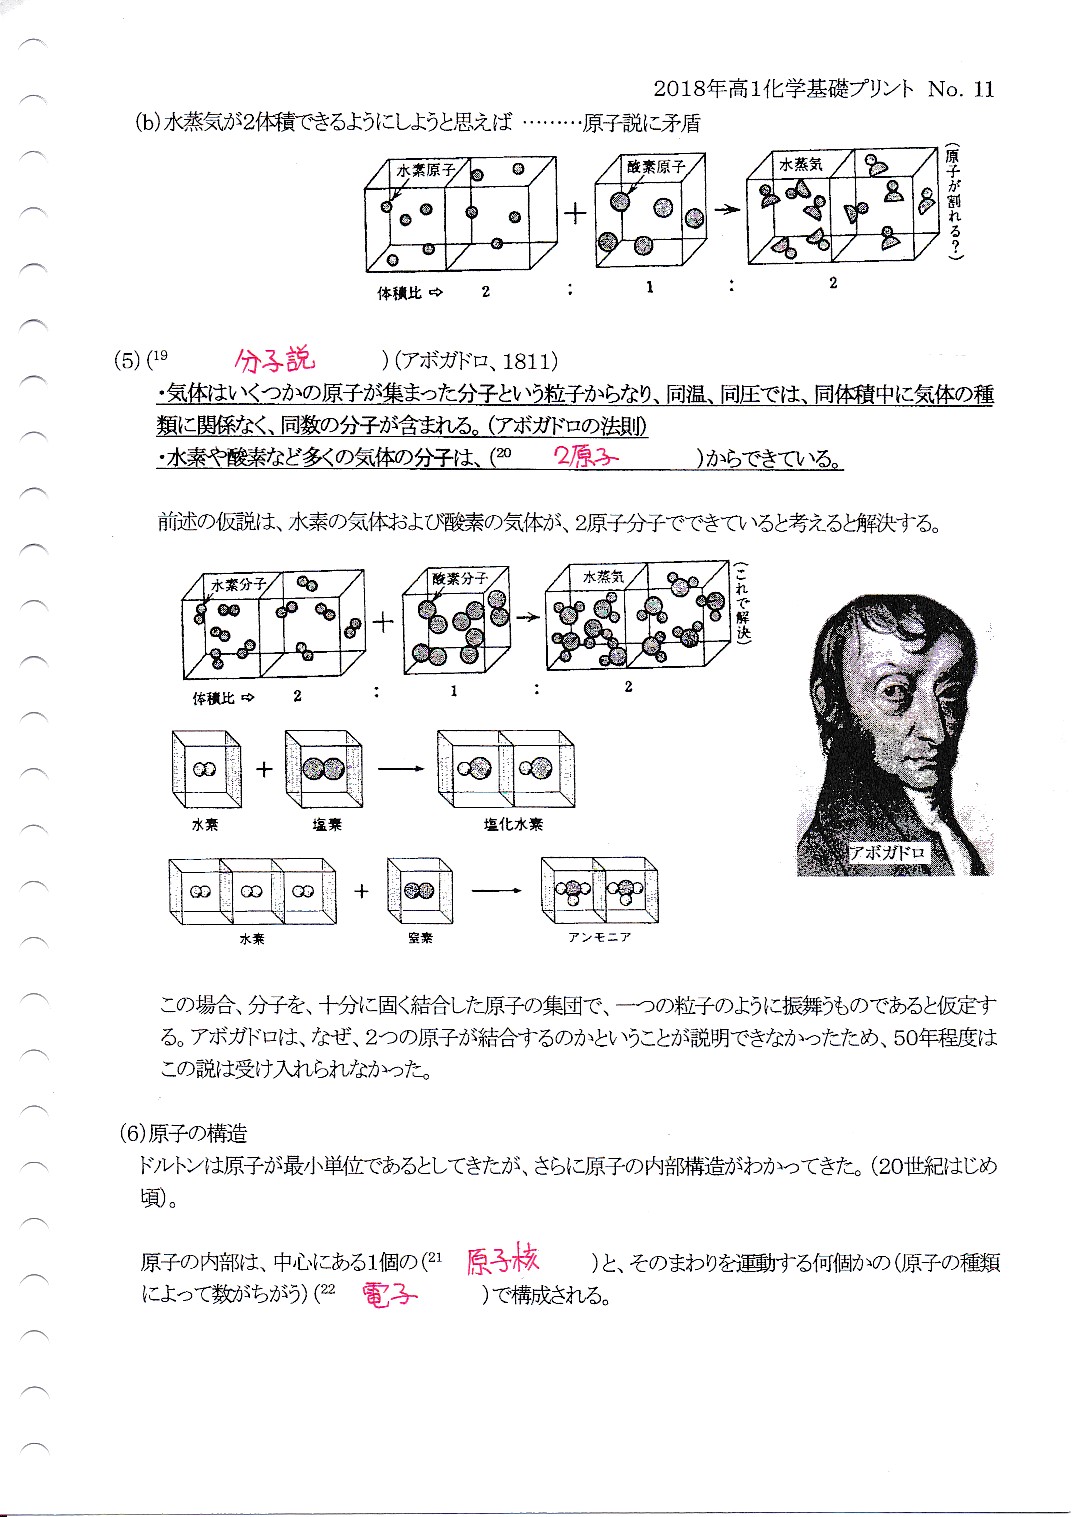 2018年高1化学基礎プリント No. 11
(b)水蒸気が2体積できるようにしようと思えば ………原子説に矛盾
水素原子
酸素原子
水蒸気
(原子が割れる?)
体積比⇨ 2 : 1 : 2
(5)(19 分子説 )(アボガドロ、1811)
・気体はいくつかの原子が集まった分子という粒子からなり、同温、同圧では、同体積中に気体の種
類に関係なく、同数の分子が含まれる。(アボガドロの法則)
・水素や酸素など多くの気体の分子は、(20 2原子 )からできている。
前述の仮説は、水素の気体および酸素の気体が、2原子分子でできていると考えると解決する。
水素分子
酸素分子
水蒸気
(これで解決)
体積比⇨ 2 : 1 : 2
水素
塩素
塩化水素
水素
窒素
アンモニア
アボガドロ
この場合、分子を、十分に固く結合した原子の集団で、一つの粒子のように振舞うものであると仮定す
る。アボガドロは、なぜ、2つの原子が結合するのかということが説明できなかったため、50年程度は
この説は受け入れられなかった。
(6)原子の構造
ドルトンは原子が最小単位であるとしてきたが、さらに原子の内部構造がわかってきた。(20世紀はじめ
頃)。
原子の内部は、中心にある1個の(21 原子核 )と、そのまわりを運動する何個かの(原子の種類
によって数がちがう)(22 電子 )で構成される。